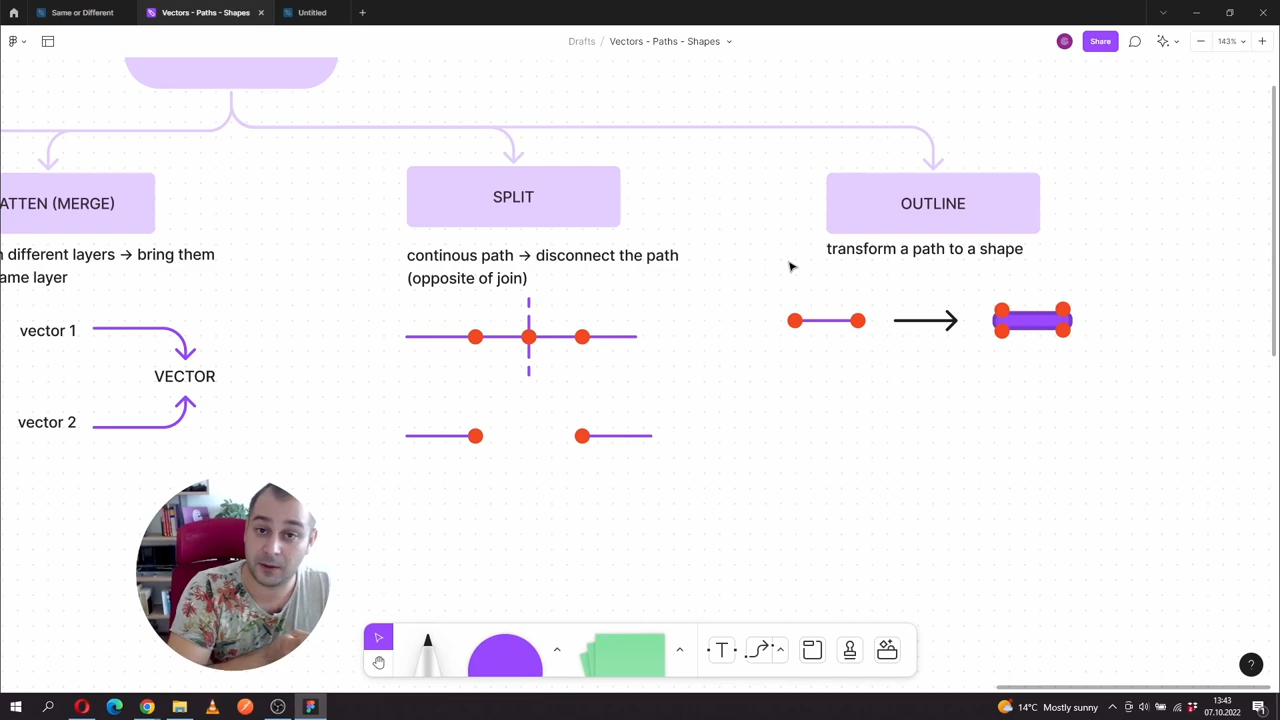 Same or Different
Vectors - Paths - Shapes
Untitled
Drafts / Vectors - Paths - Shapes
Share
143%
ATTEN (MERGE)
SPLIT
OUTLINE
different layers → bring them
ame layer
continous path → disconnect the path
(opposite of join)
transform a path to a shape
vector 1
VECTOR
vector 2
T
?
14°C Mostly sunny
13:43
07.10.2022
1